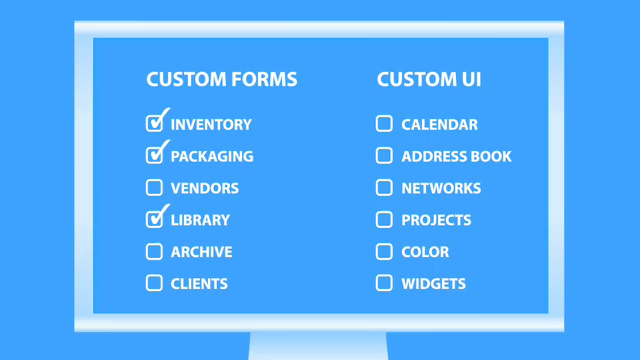 CUSTOM FORMS
INVENTORY
PACKAGING
VENDORS
LIBRARY
ARCHIVE
CLIENTS
CUSTOM UI
CALENDAR
ADDRESS BOOK
NETWORKS
PROJECTS
COLOR
WIDGETS